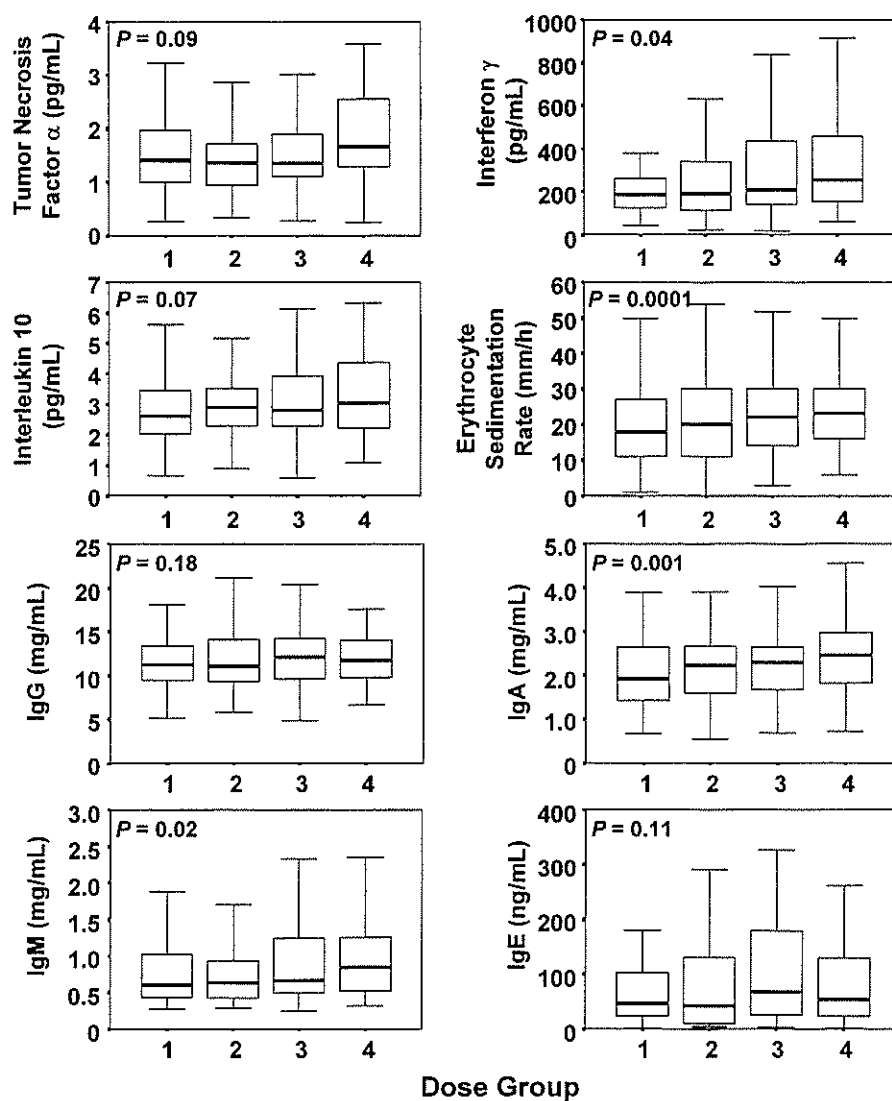 Tumor Necrosis
Factor α (pg/mL)
4
3
2
1
0
P = 0.09
1 2 3 4
Interferon γ
(pg/mL)
1000
800
600
400
200
0
P = 0.04
1 2 3 4
Interleukin 10
(pg/mL)
7
6
5
4
3
2
1
0
P = 0.07
1 2 3 4
Erythrocyte
Sedimentation
Rate (mm/h)
60
50
40
30
20
10
0
P = 0.0001
1 2 3 4
IgG (mg/mL)
25
20
15
10
5
0
P = 0.18
1 2 3 4
IgA (mg/mL)
5.0
4.0
3.0
2.0
1.0
0
P = 0.001
1 2 3 4
IgM (mg/mL)
3.0
2.5
2.0
1.5
1.0
0.5
0
P = 0.02
1 2 3 4
IgE (ng/mL)
400
300
200
100
0
P = 0.11
1 2 3 4
Dose Group